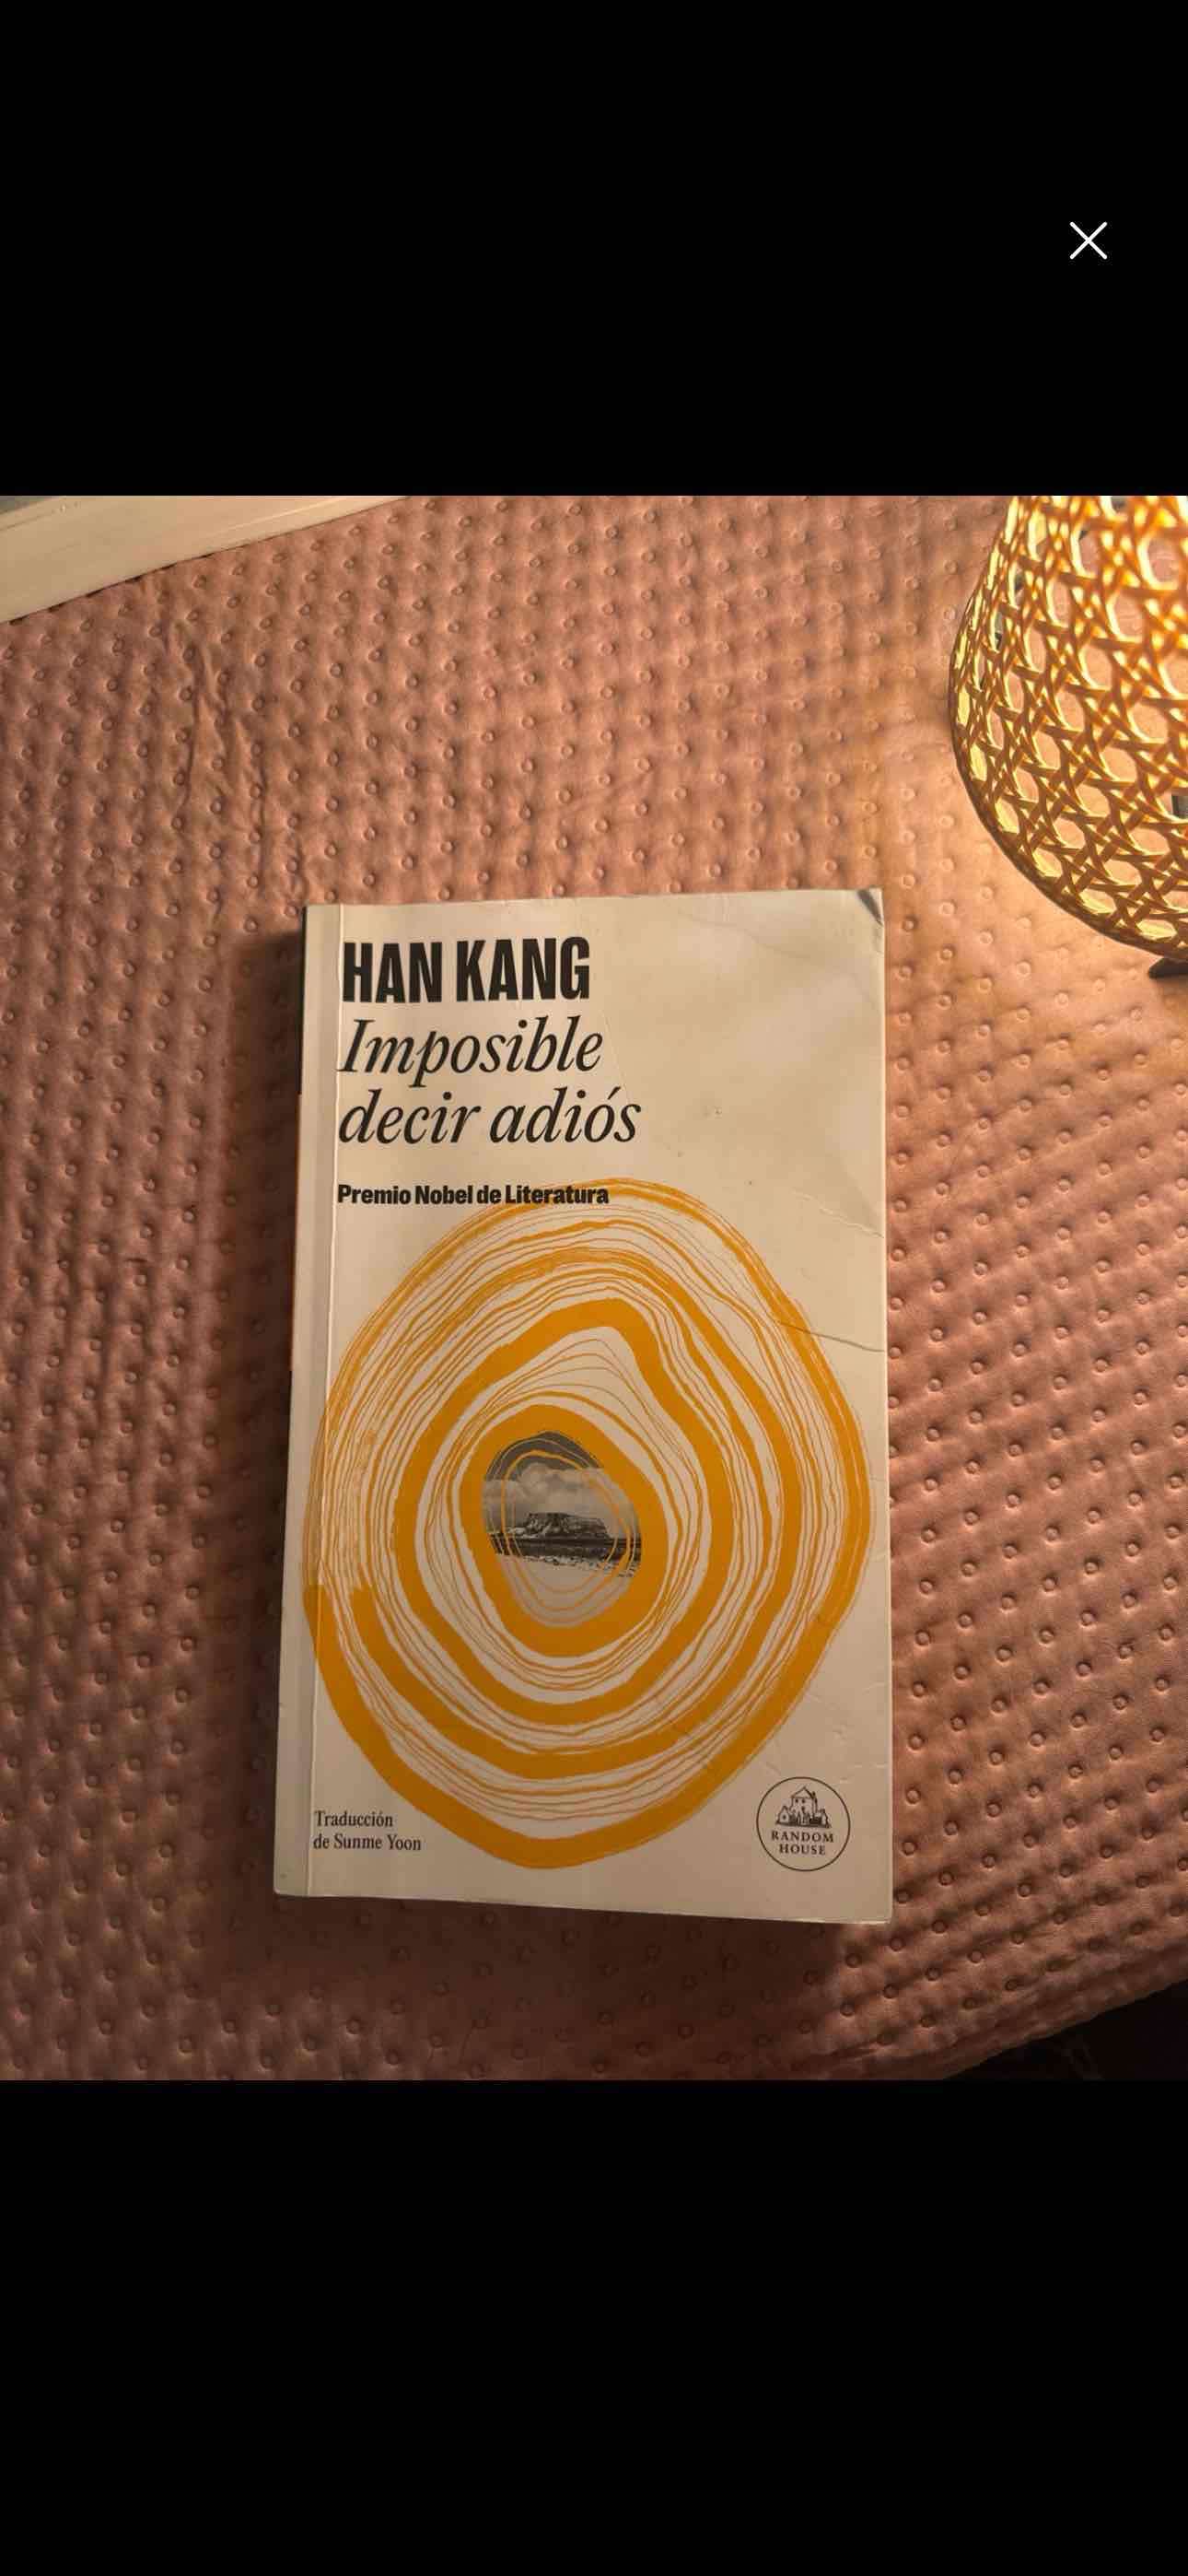 HAN KANG
Imposible
decir adiós
Premio Nobel de Literatura
Traducción
de Sunme Yoon
RANDOM
HOUSE